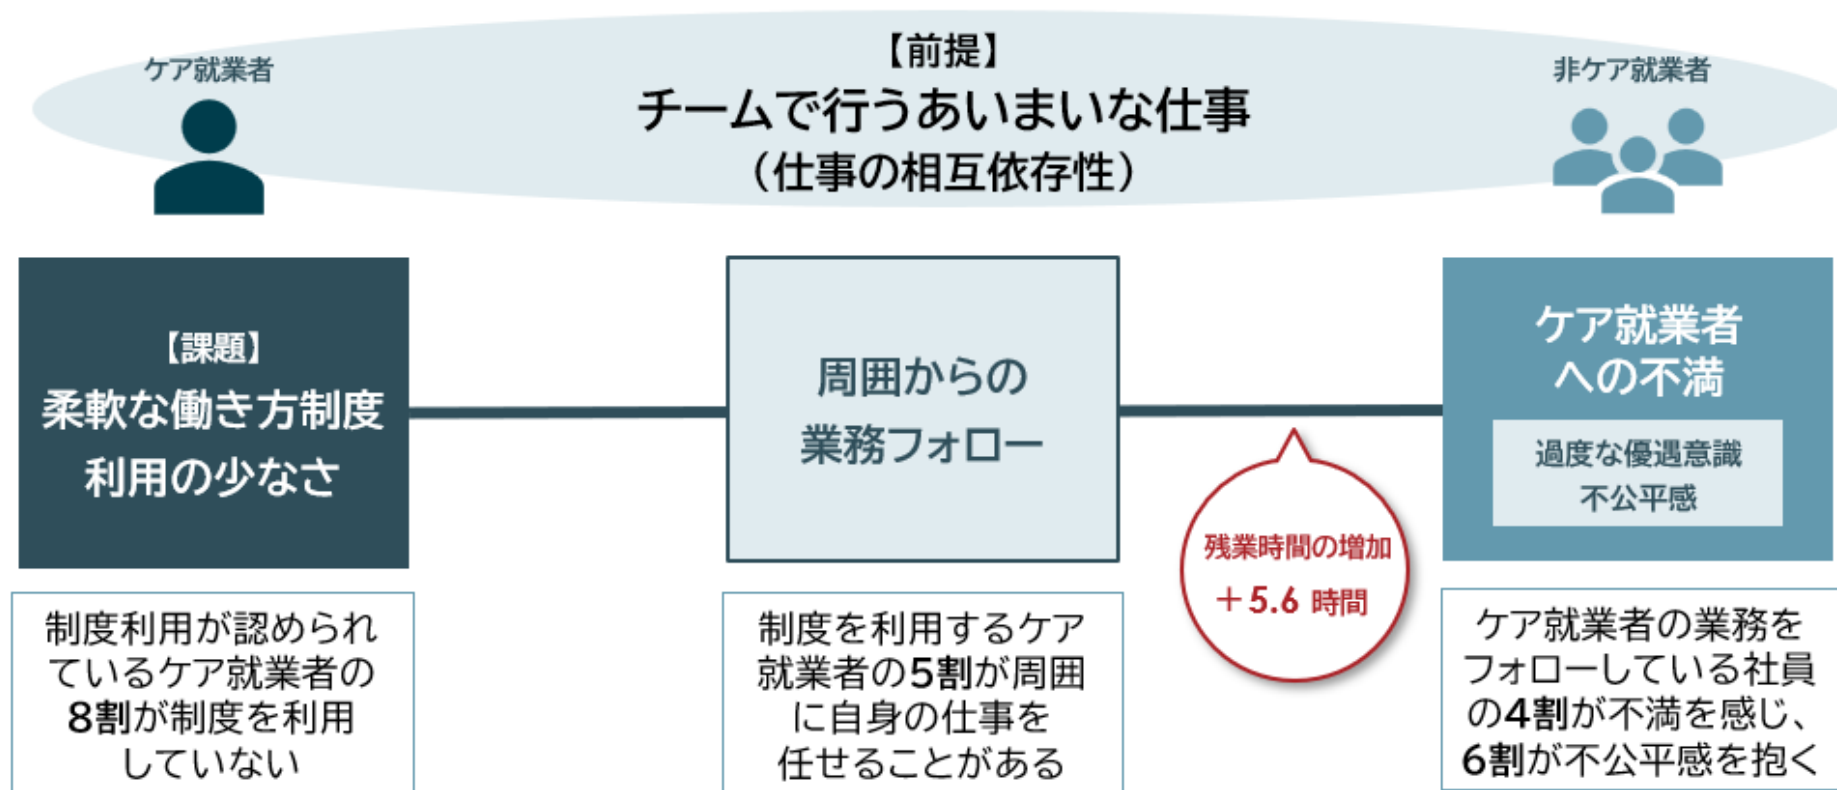 【前提】
チームで行うあいまいな仕事
（仕事の相互依存性）
ケア就業者
非ケア就業者
【課題】
柔軟な働き方制度
利用の少なさ
周囲からの
業務フォロー
残業時間の増加
＋5.6 時間
ケア就業者
への不満
過度な優遇意識
不公平感
制度利用が認められ
ているケア就業者の
8割が制度を利用
していない
制度を利用するケア
就業者の5割が周囲
に自身の仕事を
任せることがある
ケア就業者の業務を
フォローしている社員
の4割が不満を感じ、
6割が不公平感を抱く